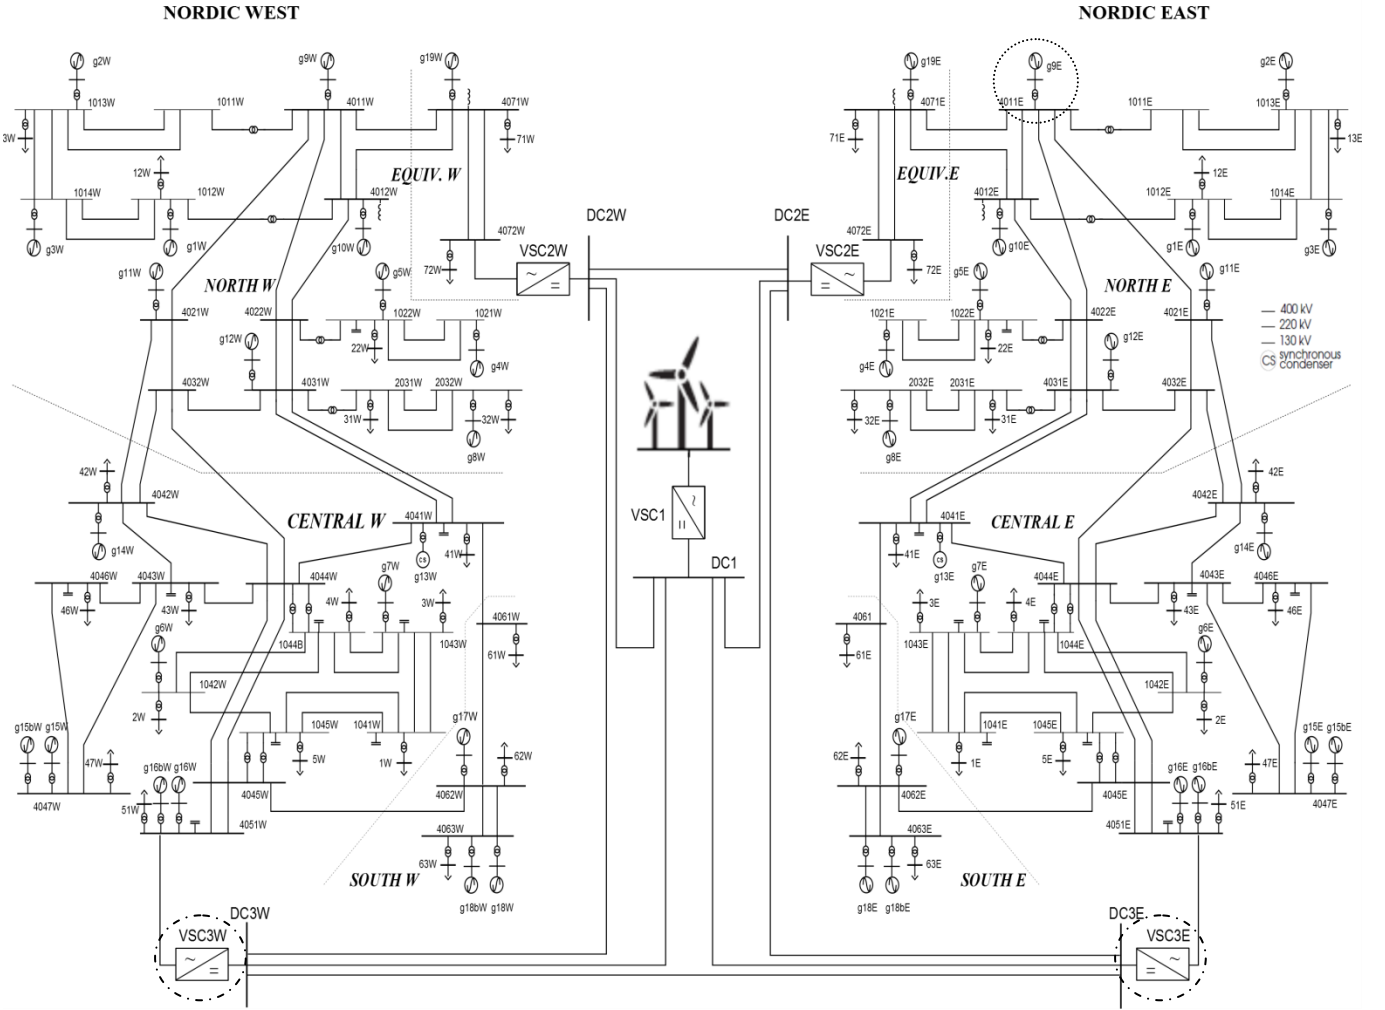 NORDIC WEST
NORDIC EAST
g2W
g9W
g19W
g19E
g9E
g2E
1013W
1011W
4011W
4071W
4071E
4011E
1011E
1013E
3W
71W
71E
13E
12W
EQUIV. W
EQUIV.E
12E
1014W
1012W
4012W
4012E
1012E
1014E
g3W
g1W
g10W
4072W
DC2W
DC2E
4072E
g10E
g1E
g3E
72W
VSC2W
VSC2E
72E
g11W
g5W
g5E
g11E
NORTH W
NORTH E
4021W
4022W
1022W
1021W
1021E
1022E
4022E
4021E
400 kV
220 kV
130 kV
CS synchronous
condenser
g12W
22W
g4W
g4E
22E
g12E
4032W
4031W
2031W
2032W
2032E
2031E
4031E
4032E
31W
32W
32E
31E
g8W
g8E
42W
42E
4042W
VSC1
4042E
CENTRAL W
4041W
4041E
CENTRAL E
g14W
41W
41E
g14E
CS
g13W
DC1
CS
g13E
4046W
4043W
4044W
g7W
g7E
4044E
4043E
4046E
46W
43W
4W
3W
3E
4E
43E
46E
4061W
4061
g6W
1044B
1043W
61W
61E
1043E
1044E
g6E
1042W
1042E
2W
2E
g15bW
g15W
1045W
1041W
g17W
g17E
1041E
1045E
g15E
g15bE
47W
5W
1W
62W
62E
1E
5E
47E
g16bW
g16W
g16E
g16bE
4047W
51W
4045W
4062W
4062E
4045E
51E
4047E
4051W
4063W
4063E
4051E
63W
63E
SOUTH W
SOUTH E
g18bW
g18W
g18E
g18bE
DC3W
DC3E
VSC3W
VSC3E